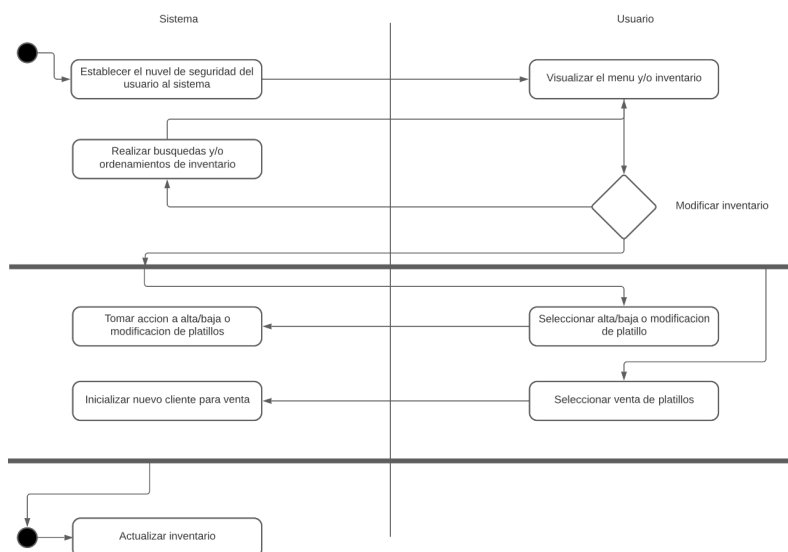 Sistema
Usuario
Establecer el nuvel de seguridad del
usuario al sistema
Visualizar el menu y/o inventario
Realizar busquedas y/o
ordenamientos de inventario
Modificar inventario
Tomar accion a alta/baja o
modificacion de platillos
Seleccionar alta/baja o modificacion
de platillo
Inicializar nuevo cliente para venta
Seleccionar venta de platillos
Actualizar inventario